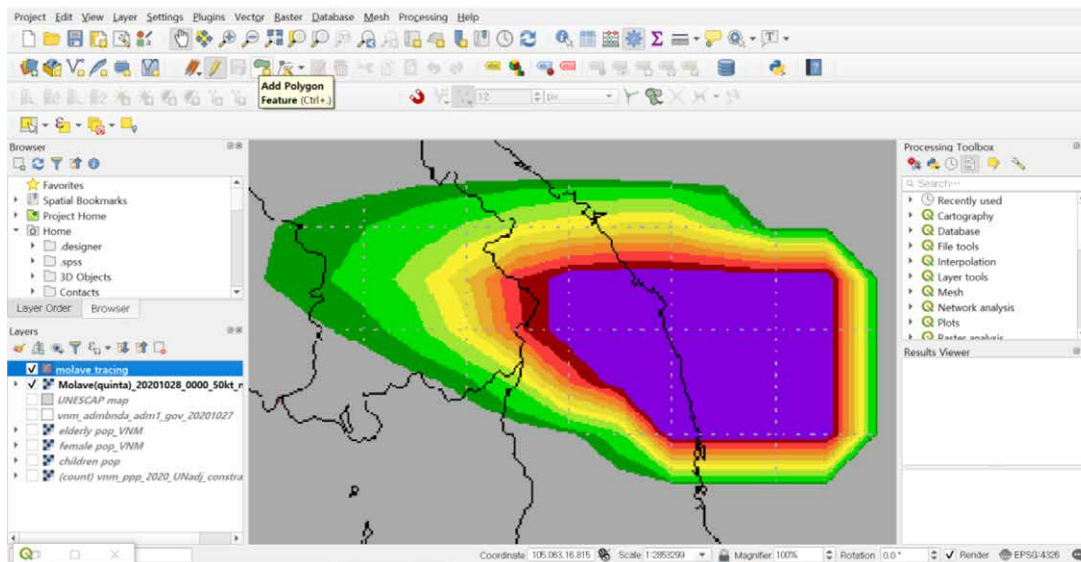 Project Edit View Layer Settings Plugins Vector Raster Database Mesh Processing Help
Add Polygon
Feature (Ctrl+.)
12
px
Browser
Favorites
Spatial Bookmarks
Project Home
Home
.designer
.spss
3D Objects
Contacts
Layer Order Browser
Layers
molave tracing
Molave(quinta)_20201028_0000_50kt_
UNESCAP map
vnm_admbnda_adm1_gov_20201027
elderly pop_VNM
female pop_VNM
children pop
(count) vnm_ppp_2020_UNadj_constra
Processing Toolbox
Search...
Recently used
Cartography
Database
File tools
Interpolation
Layer tools
Mesh
Network analysis
Plots
Raster analysis
Results Viewer
Coordinate 105.063,16.815 Scale 1:2853299 Magnifier 100% Rotation 0.0 ° Render EPSG:4326